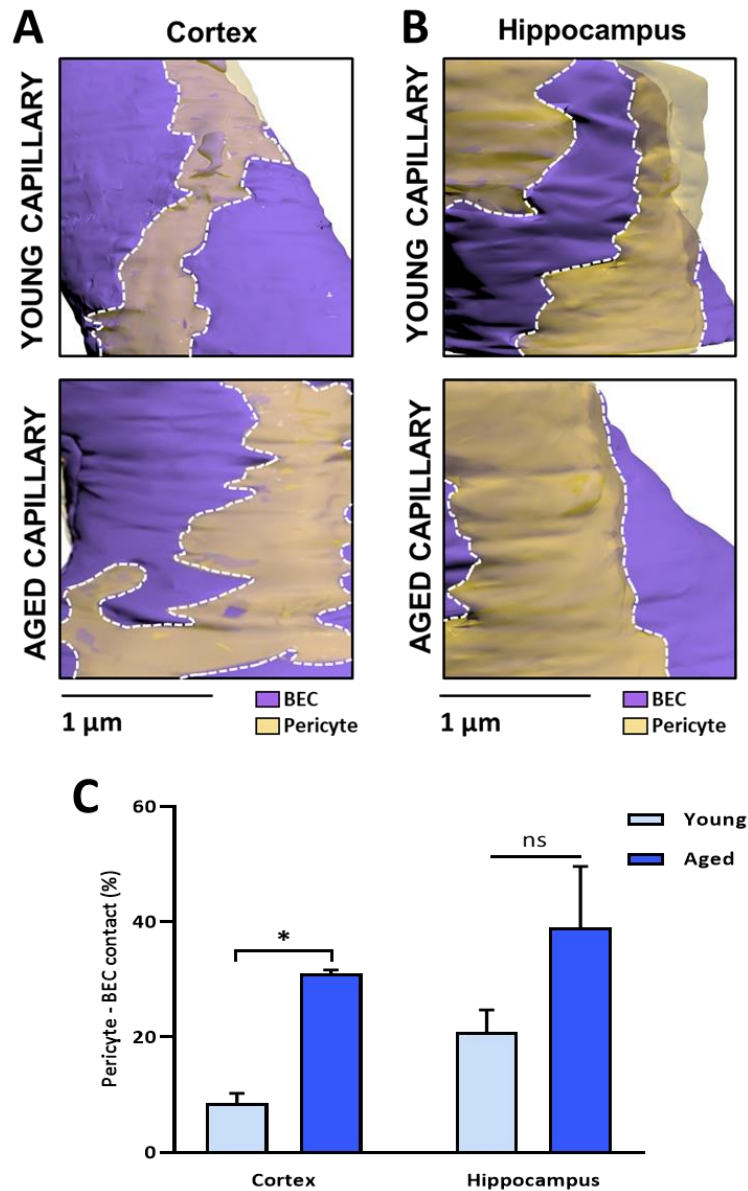 A
Cortex
B
Hippocampus
YOUNG CAPILLARY
YOUNG CAPILLARY
AGED CAPILLARY
AGED CAPILLARY
1 µm
BEC
Pericyte
1 µm
BEC
Pericyte
C
Pericyte - BEC contact (%)
60
40
20
0
*
ns
Young
Aged
Cortex
Hippocampus